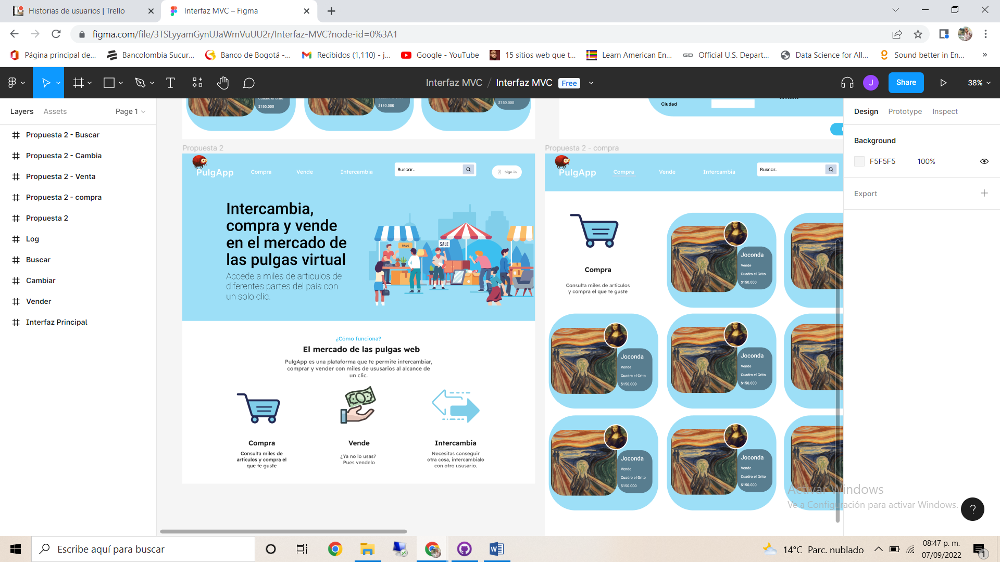 Historias de usuarios | Trello
Interfaz MVC – Figma
figma.com/file/3TSLyyamGynUJaWmVuUU2r/Interfaz-MVC?node-id=0%3A1
Página principal de...
Bancolombia Sucur...
Banco de Bogotá -...
Recibidos (1,110) - j...
Google - YouTube
15 sitios web que t...
Learn American En...
GD
Official U.S. Depart...
Data Science for All...
Sound better in En...
»
Interfaz MVC / Interfaz MVC
Free
J
Share
38%
Layers
Assets
Page 1
Propuesta 2 - Buscar
Propuesta 2 - Cambia
Propuesta 2 - Venta
Propuesta 2 - compra
Propuesta 2
Log
Buscar
Cambiar
Vender
Interfaz Principal
$150.000
$150.000
$150.000
Ciudad
Propuesta 2
PulgApp
Compra
Vende
Intercambia
Buscar..
Sign in
Intercambia,
compra y vende
en el mercado de
las pulgas virtual
Accede a miles de articulos de
diferentes partes del país con
un solo clic.
SALE
SALE
¿Cómo funciona?
El mercado de las pulgas web
PulgApp es una plataforma que te permite intercambiar,
comprar y vender con miles de ususarios al alcance de
un clic.
Compra
Consulta miles de
artículos y compra el
que te guste
Vende
¿Ya no lo usas?
Pues vendelo
Intercambia
Necesitas conseguir
otra cosa, intercambialo
con otro ususario.
Propuesta 2 - compra
PulgApp
Compra
Vende
Intercambia
Buscar..
Compra
Consulta miles de artículos
y compra el que te guste
Joconda
Vende
Cuadro el Grito
$150.000
Joconda
Vende
Cuadro el Grito
$150.000
Joconda
Vende
Cuadro el Grito
$150.000
Joconda
Vende
Cuadro el Grito
$150.000
Joconda
Vende
Cuadro el Grito
$150.000
Design
Prototype
Inspect
Background
F5F5F5
100%
Export
Activar Windows
Ve a Configuración para activar Windows.
?
Escribe aquí para buscar
14°C Parc. nublado
08:47 p. m.
07/09/2022
1